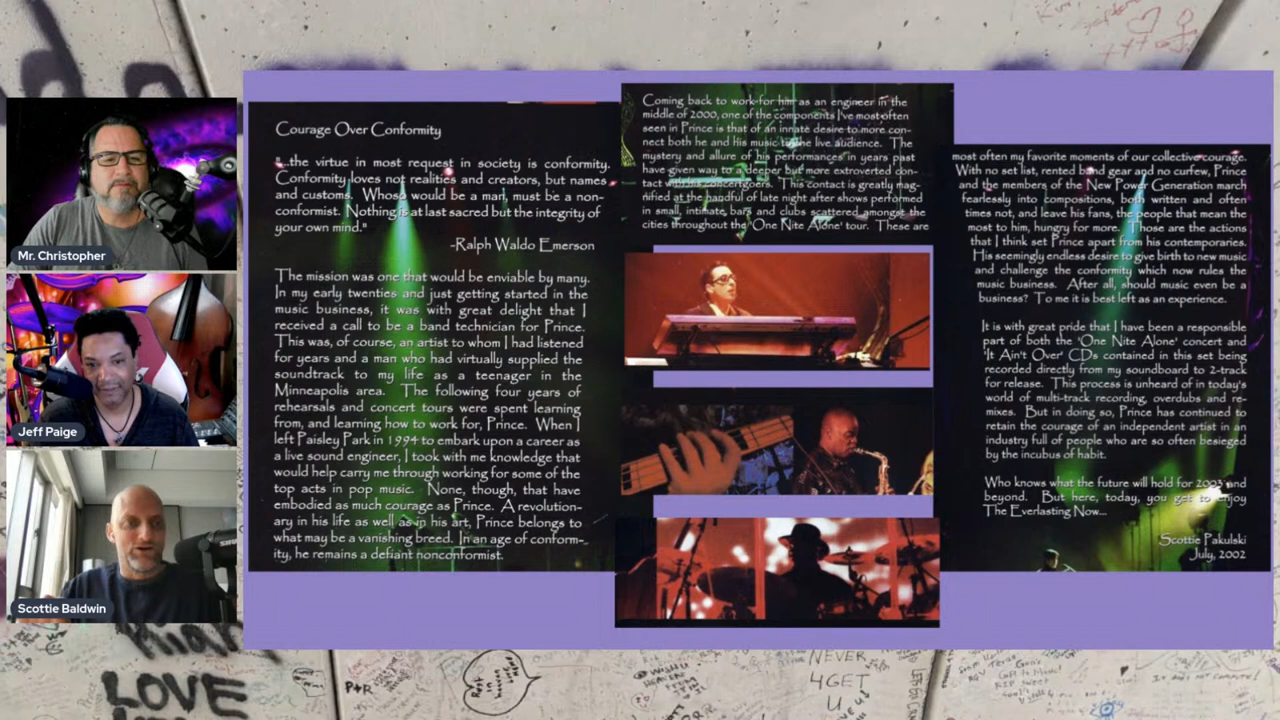 Mr. Christopher
Jeff Paige
Scottie Baldwin
Courage Over Conformity
"...the virtue in most request in society is conformity.
Conformity loves not realities and creators, but names
and customs. Whoso would be a man, must be a non-
conformist. Nothing is at last sacred but the integrity of
your own mind."
-Ralph Waldo Emerson
The mission was one that would be enviable by many.
In my early twenties and just getting started in the
music business, it was with great delight that I
received a call to be a band technician for Prince.
This was, of course, an artist to whom I had listened
for years and a man who had virtually supplied the
soundtrack to my life as a teenager in the
Minneapolis area. The following four years of
rehearsals and concert tours were spent learning
from, and learning how to work for, Prince. When I
left Paisley Park in 1994 to embark upon a career as
a live sound engineer, I took with me knowledge that
would help carry me through working for some of the
top acts in pop music. None, though, that have
embodied as much courage as Prince. A revolution-
ary in his life as well as in his art, Prince belongs to
what may be a vanishing breed. In an age of conform-
ity, he remains a defiant nonconformist.
Coming back to work for him as an engineer in the
middle of 2000, one of the components I've most often
seen in Prince is that of an innate desire to more con-
nect both he and his music to the live audience. The
mystery and allure of his performances in years past
have given way to a deeper but more extroverted con-
tact with his concertgoers. This contact is greatly mag-
nified at the handful of late night after shows performed
in small, intimate, bars and clubs scattered amongst the
cities throughout the 'One Nite Alone' tour. These are
most often my favorite moments of our collective courage.
With no set list, rented band gear and no curfew, Prince
and the members of the New Power Generation march
fearlessly into compositions, both written and often
times not, and leave his fans, the people that mean the
most to him, hungry for more. Those are the actions
that I think set Prince apart from his contemporaries.
His seemingly endless desire to give birth to new music
and challenge the conformity which now rules the
music business. After all, should music even be a
business? To me it is best left as an experience.
It is with great pride that I have been a responsible
part of both the 'One Nite Alone' concert and
'It Ain't Over' CDs contained in this set being
recorded directly from my soundboard to 2-track
for release. This process is unheard of in today's
world of multi-track recording, overdubs and re-
mixes. But in doing so, Prince has continued to
retain the courage of an independent artist in an
industry full of people who are so often besieged
by the incubus of habit.
Who knows what the future will hold for 2003 and
beyond. But here, today, you get to enjoy
The Everlasting Now...
Scottie Pakulski
July, 2002
LOVE
P+R
NEVER
4GET
U